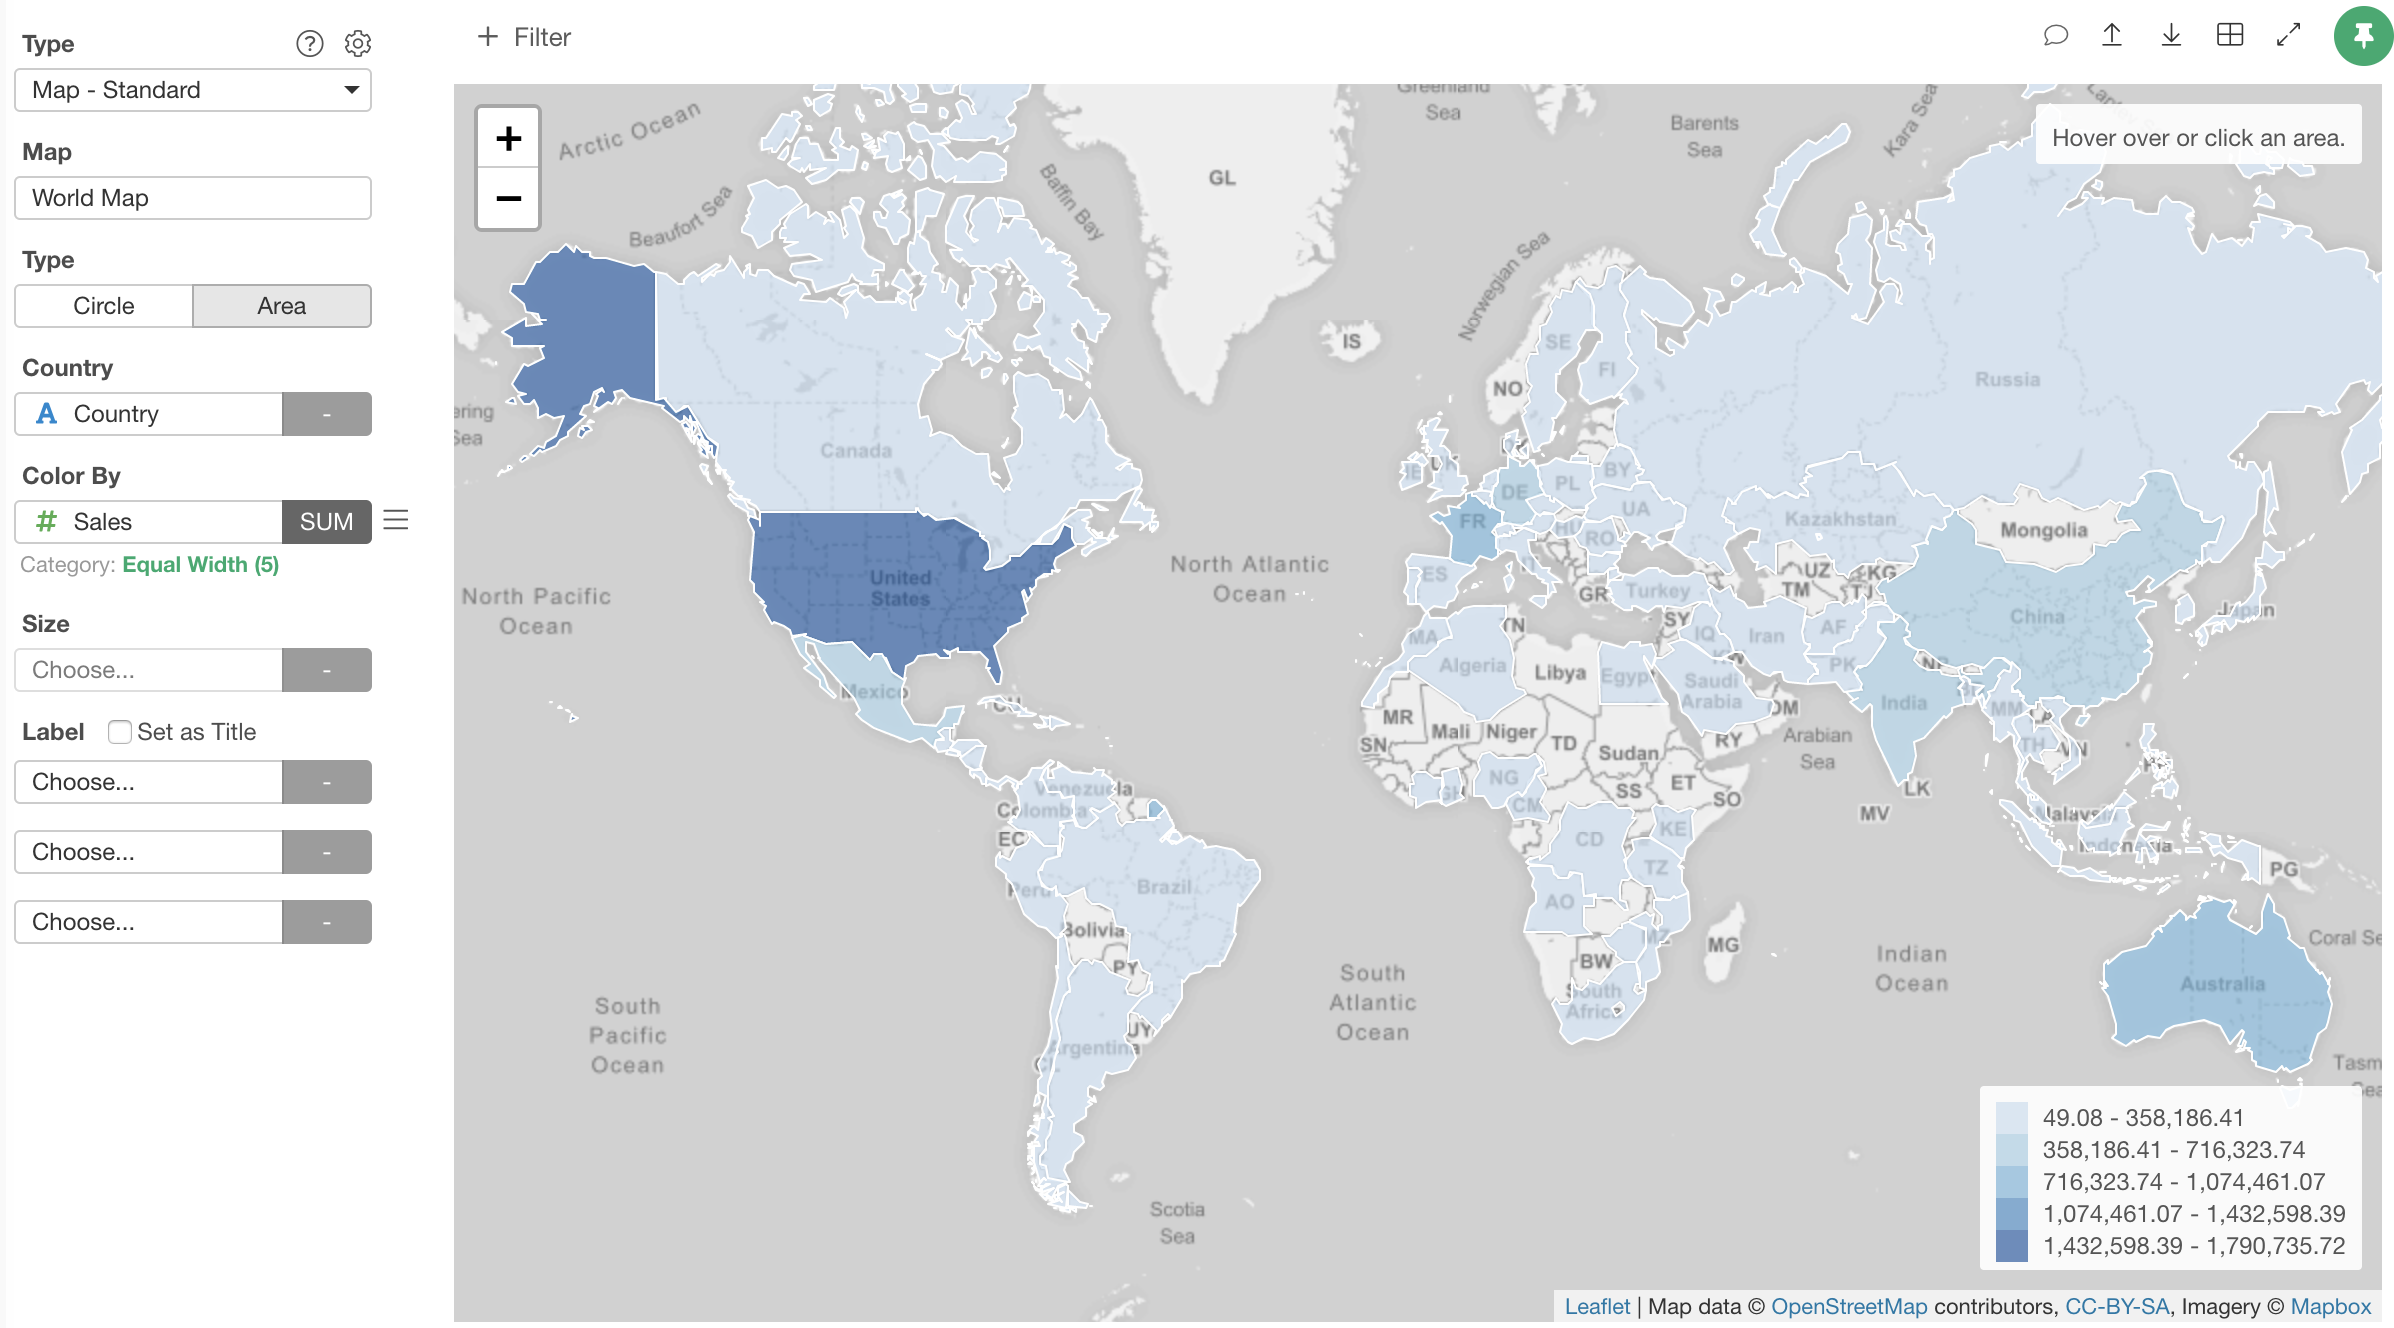 Type
Map - Standard
Map
World Map
Type
Circle
Area
Country
A Country -
Color By
# Sales SUM
Category: Equal Width (5)
Size
Choose... -
Label Set as Title
Choose... -
Choose... -
Choose... -
+ Filter
Hover over or click an area.
+
−
Arctic Ocean
Beaufort Sea
Baffin Bay
Greenland
Sea
Barents
Sea
Kara Sea
Norwegian Sea
GL
IS
NO
SE
FI
Russia
ering
Sea
Canada
UK
DE
PL
BY
FR
UA
HU
RO
Kazakhstan
Mongolia
United
States
North Pacific
Ocean
North Atlantic
Ocean
ES
IT
GR
Turkey
UZ
KG
TM
TJ
China
Japan
MA
TN
SY
IQ
Iran
AF
KW
PK
NP
Algeria
Libya
Egypt
Saudi
Arabia
OM
India
MM
LA
Mexico
CU
MR
Mali
Niger
TD
Sudan
RY
Arabian
Sea
SN
TH
VN
NG
GH
CM
SS
ET
SO
LK
MV
Venezuela
Colombia
EC
Malaysia
Indonesia
PG
CD
KE
TZ
Peru
Brazil
AO
Bolivia
PY
MZ
MG
BW
South
Africa
Coral Se
Indian
Ocean
Australia
South
Atlantic
Ocean
South
Pacific
Ocean
UY
Argentina
Tasm
Sea
Scotia
Sea
49.08 - 358,186.41
358,186.41 - 716,323.74
716,323.74 - 1,074,461.07
1,074,461.07 - 1,432,598.39
1,432,598.39 - 1,790,735.72
Leaflet | Map data © OpenStreetMap contributors, CC-BY-SA, Imagery © Mapbox